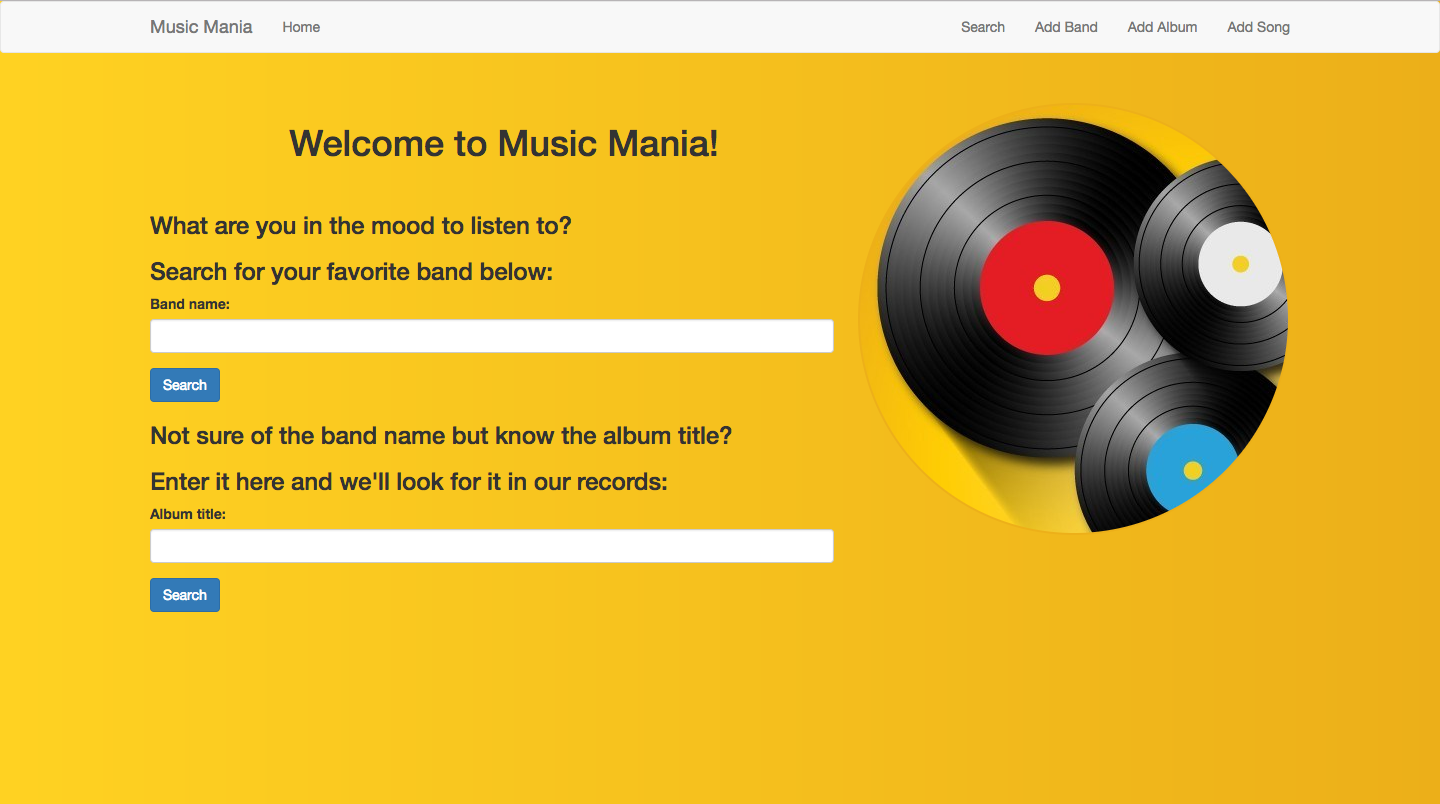 Music Mania Home Search Add Band Add Album Add Song
Welcome to Music Mania!
What are you in the mood to listen to?
Search for your favorite band below:
Band name:
Search
Not sure of the band name but know the album title?
Enter it here and we'll look for it in our records:
Album title:
Search